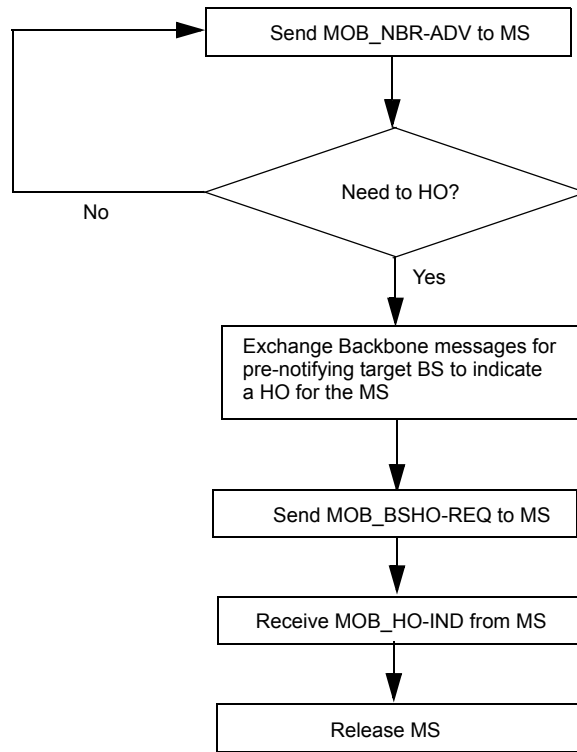 Send MOB_NBR-ADV to MS
Need to HO?
No
Yes
Exchange Backbone messages for
pre-notifying target BS to indicate
a HO for the MS
Send MOB_BSHO-REQ to MS
Receive MOB_HO-IND from MS
Release MS